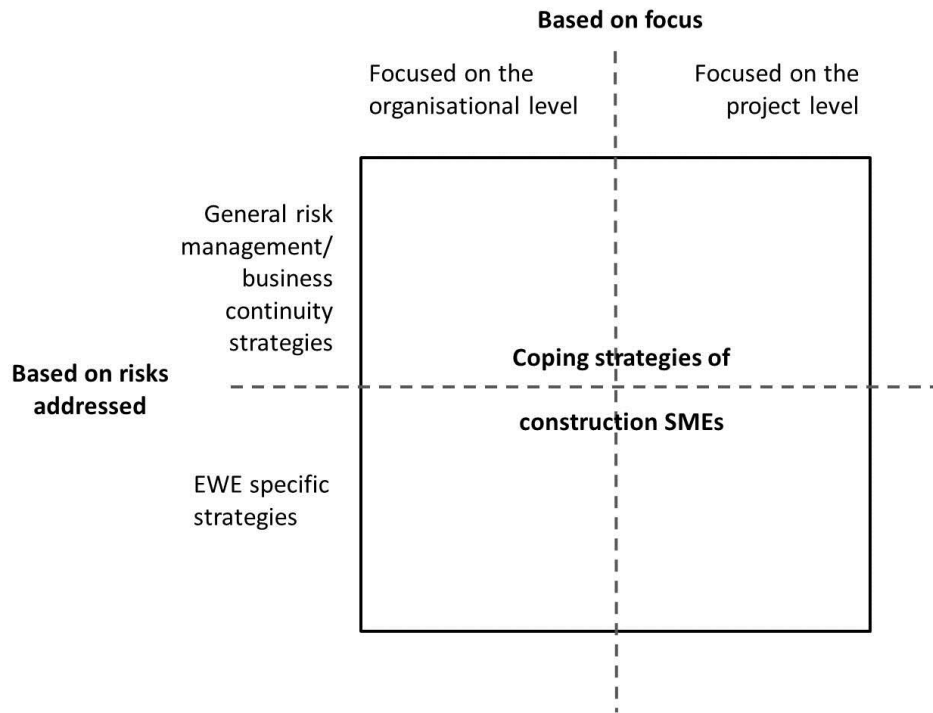 Based on focus
Focused on the
organisational level
Focused on the
project level
General risk
management/
business
continuity
strategies
Coping strategies of
construction SMEs
Based on risks
addressed
EWE specific
strategies